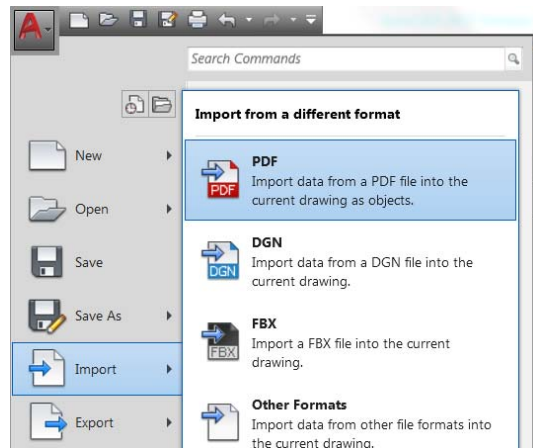 A
Search Commands
Import from a different format
New
Open
Save
Save As
Import
Export
PDF
PDF
Import data from a PDF file into the
current drawing as objects.
DGN
DGN
Import data from a DGN file into the
current drawing.
FBX
FBX
Import a FBX file into the current
drawing.
Other Formats
Import data from other file formats into
the current drawing.